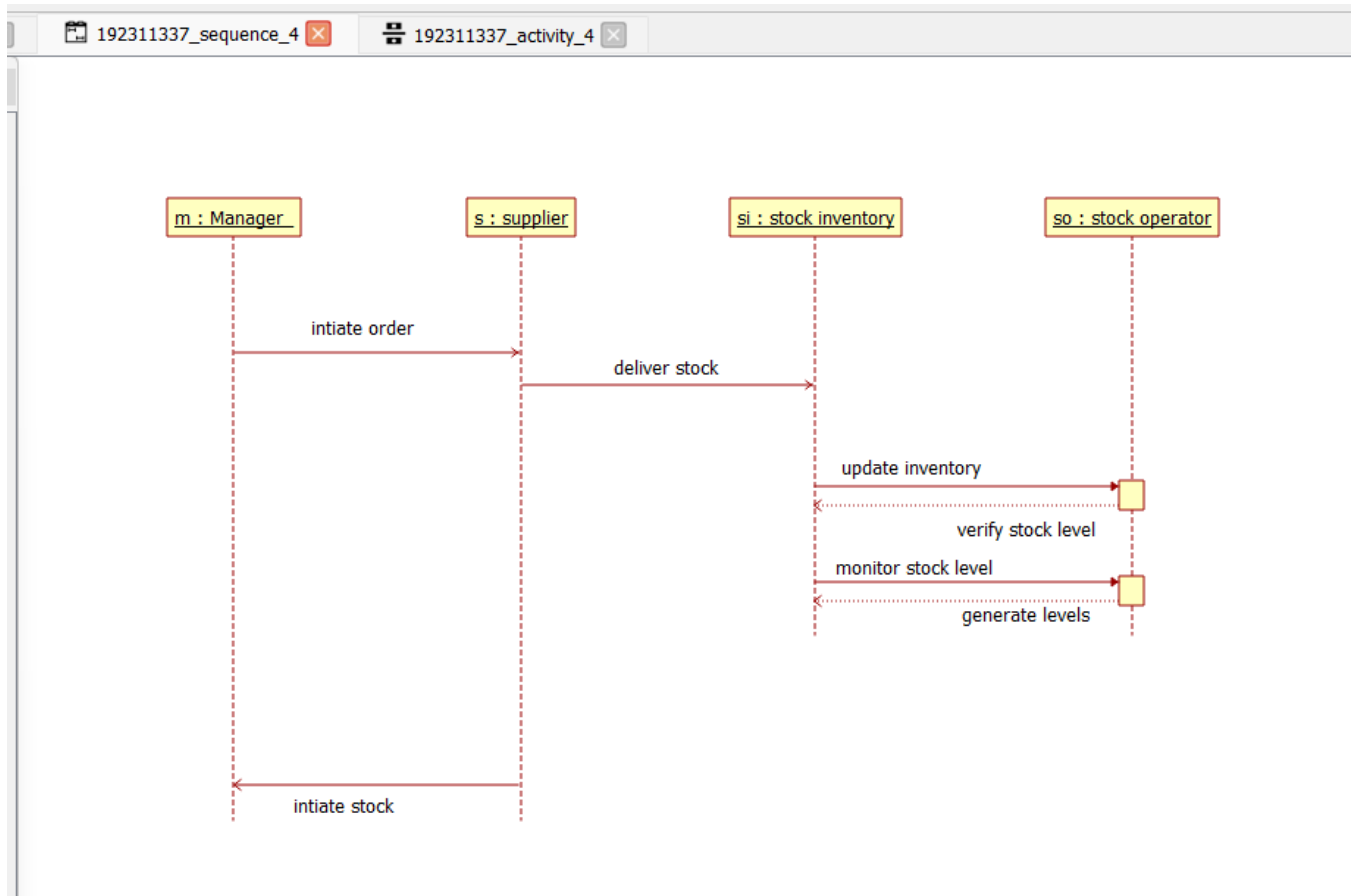 192311337_sequence_4
192311337_activity_4
m : Manager
s : supplier
si : stock inventory
so : stock operator
intiate order
deliver stock
update inventory
verify stock level
monitor stock level
generate levels
intiate stock